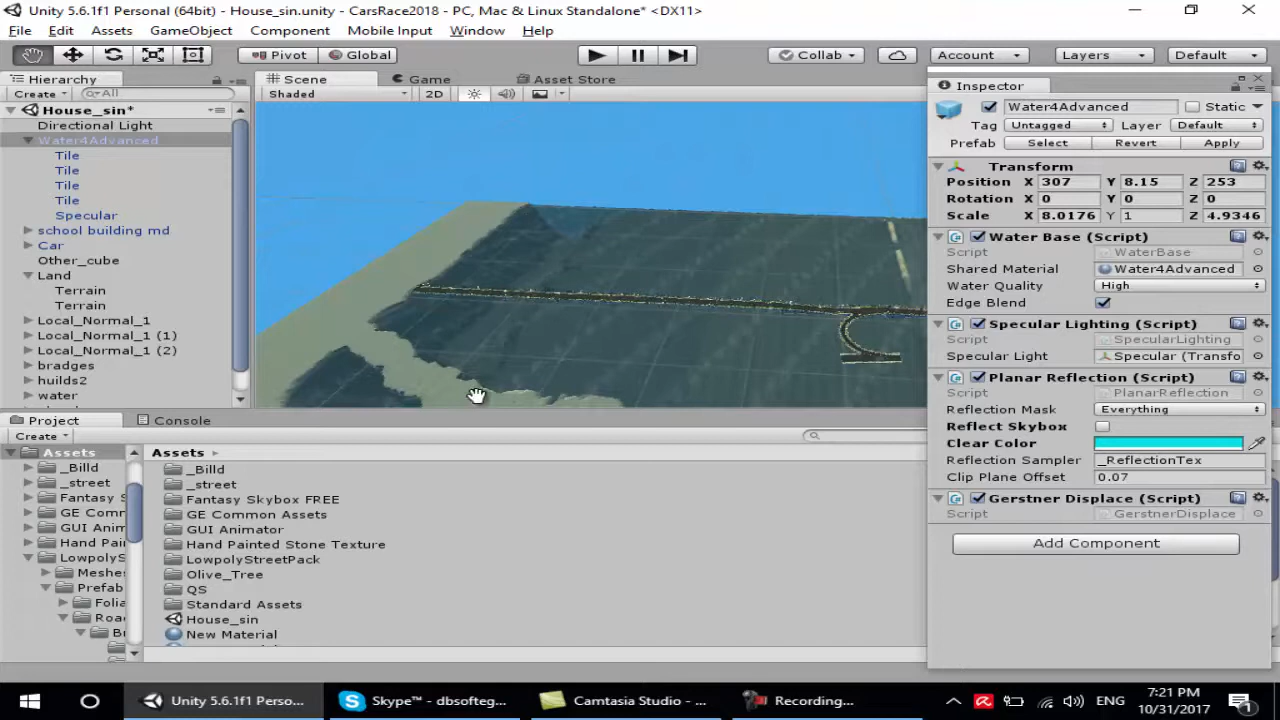 Unity 5.6.1f1 Personal (64bit) - House_sin.unity - CarsRace2018 - PC, Mac & Linux Standalone* <DX11>
File Edit Assets GameObject Component Mobile Input Window Help
Pivot Global Collab Account Layers Default
Hierarchy
Create All
House_sin*
Directional Light
Water4Advanced
Tile
Tile
Tile
Tile
Specular
school building md
Car
Other_cube
Land
Terrain
Terrain
Local_Normal_1
Local_Normal_1 (1)
Local_Normal_1 (2)
bradges
huilds2
water
Scene Game Asset Store
Shaded 2D
Inspector
Water4Advanced Static
Tag Untagged Layer Default
Prefab Select Revert Apply
Transform
Position X 307 Y 8.15 Z 253
Rotation X 0 Y 0 Z 0
Scale X 8.0176 Y 1 Z 4.9346
Water Base (Script)
Script WaterBase
Shared Material Water4Advanced
Water Quality High
Edge Blend
Specular Lighting (Script)
Script SpecularLighting
Specular Light Specular (Transfo
Planar Reflection (Script)
Script PlanarReflection
Reflection Mask Everything
Reflect Skybox
Clear Color
Reflection Sampler _ReflectionTex
Clip Plane Offset 0.07
Gerstner Displace (Script)
Script GerstnerDisplace
Add Component
Project Console
Create
Assets
_Billd
_street
Fantasy S
GE Comm
GUI Anim
Hand Pain
LowpolyS
Meshes
Prefab
Folia
Roa
Assets
_Billd
_street
Fantasy Skybox FREE
GE Common Assets
GUI Animator
Hand Painted Stone Texture
LowpolyStreetPack
Olive_Tree
QS
Standard Assets
House_sin
New Material
Unity 5.6.1f1 Perso... Skype™ - dbsofteg... Camtasia Studio - ... Recording... ENG 7:21 PM
10/31/2017 1